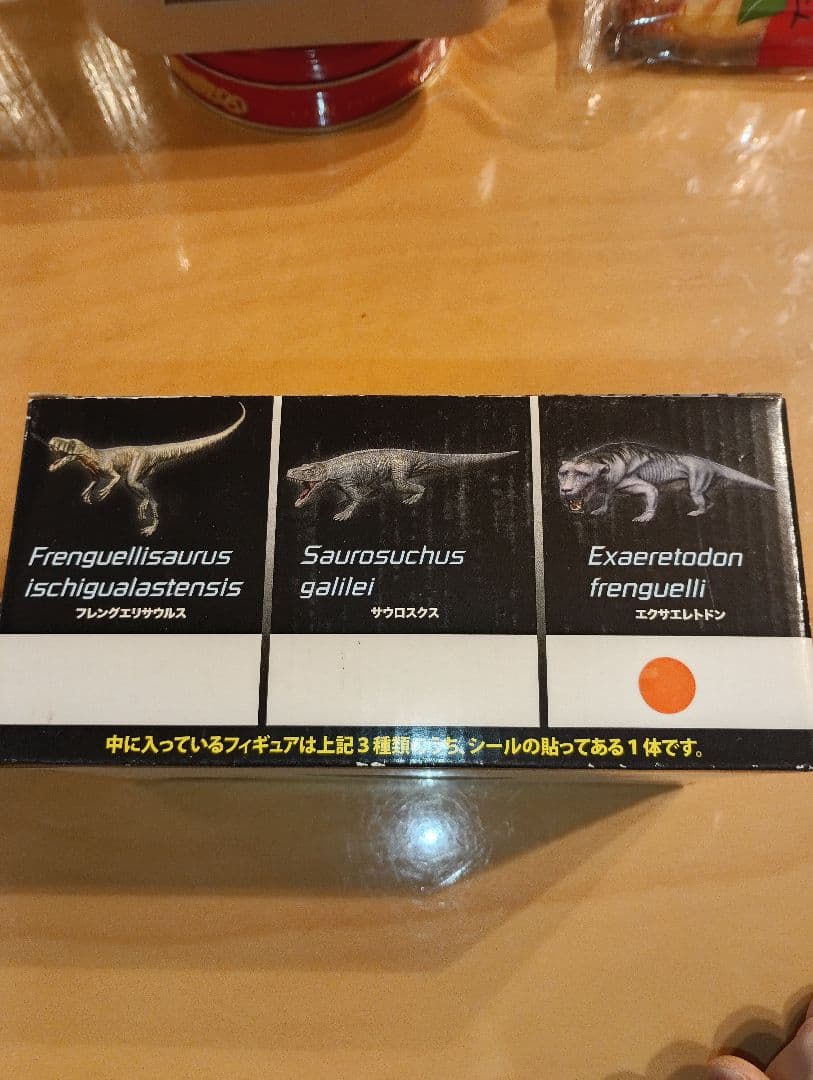 Frenguellisaurus
ischigualastensis
フレングエリサウルス
Saurosuchus
galilei
サウロスクス
Exaeretodon
frenguelli
エクサエレトドン
中に入っているフィギュアは上記3種類のうち、シールの貼ってある1体です。